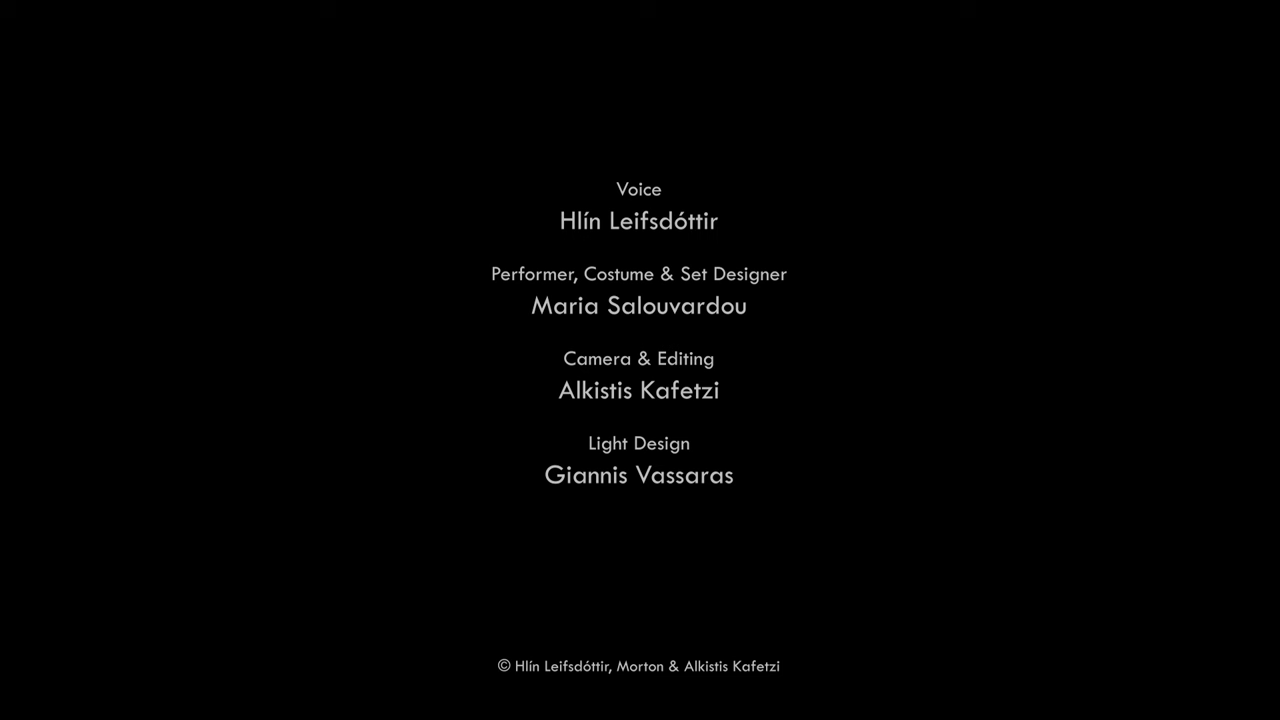 Voice
Hlín Leifsdóttir
Performer, Costume & Set Designer
Maria Salouvardou
Camera & Editing
Alkistis Kafetzi
Light Design
Giannis Vassaras
© Hlín Leifsdóttir, Morton & Alkistis Kafetzi